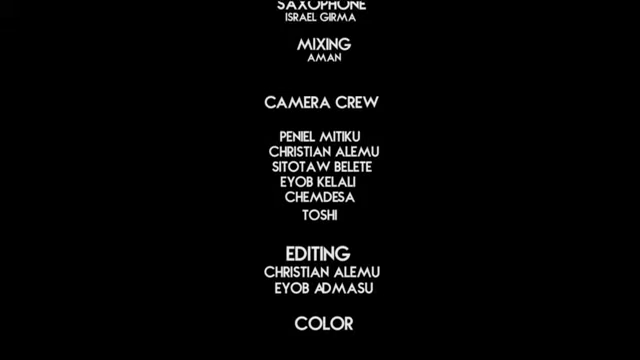 SAXOPHONE
ISRAEL GIRMA
MIXING
AMAN
CAMERA CREW
PENIEL MITIKU
CHRISTIAN ALEMU
SITOTAW BELETE
EYOB KELALI
CHEMDESA
TOSHI
EDITING
CHRISTIAN ALEMU
EYOB ADMASU
COLOR